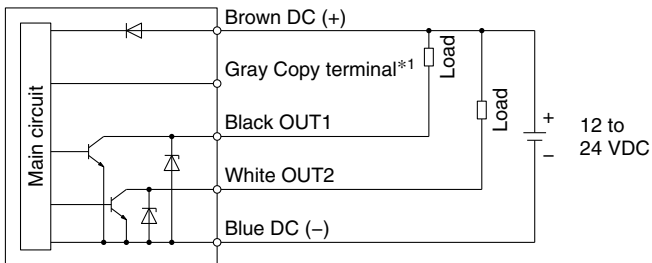 Brown DC (+)
Gray Copy terminal*1
Black OUT1
White OUT2
Blue DC (−)
Main circuit
Load
Load
+
−
12 to
24 VDC